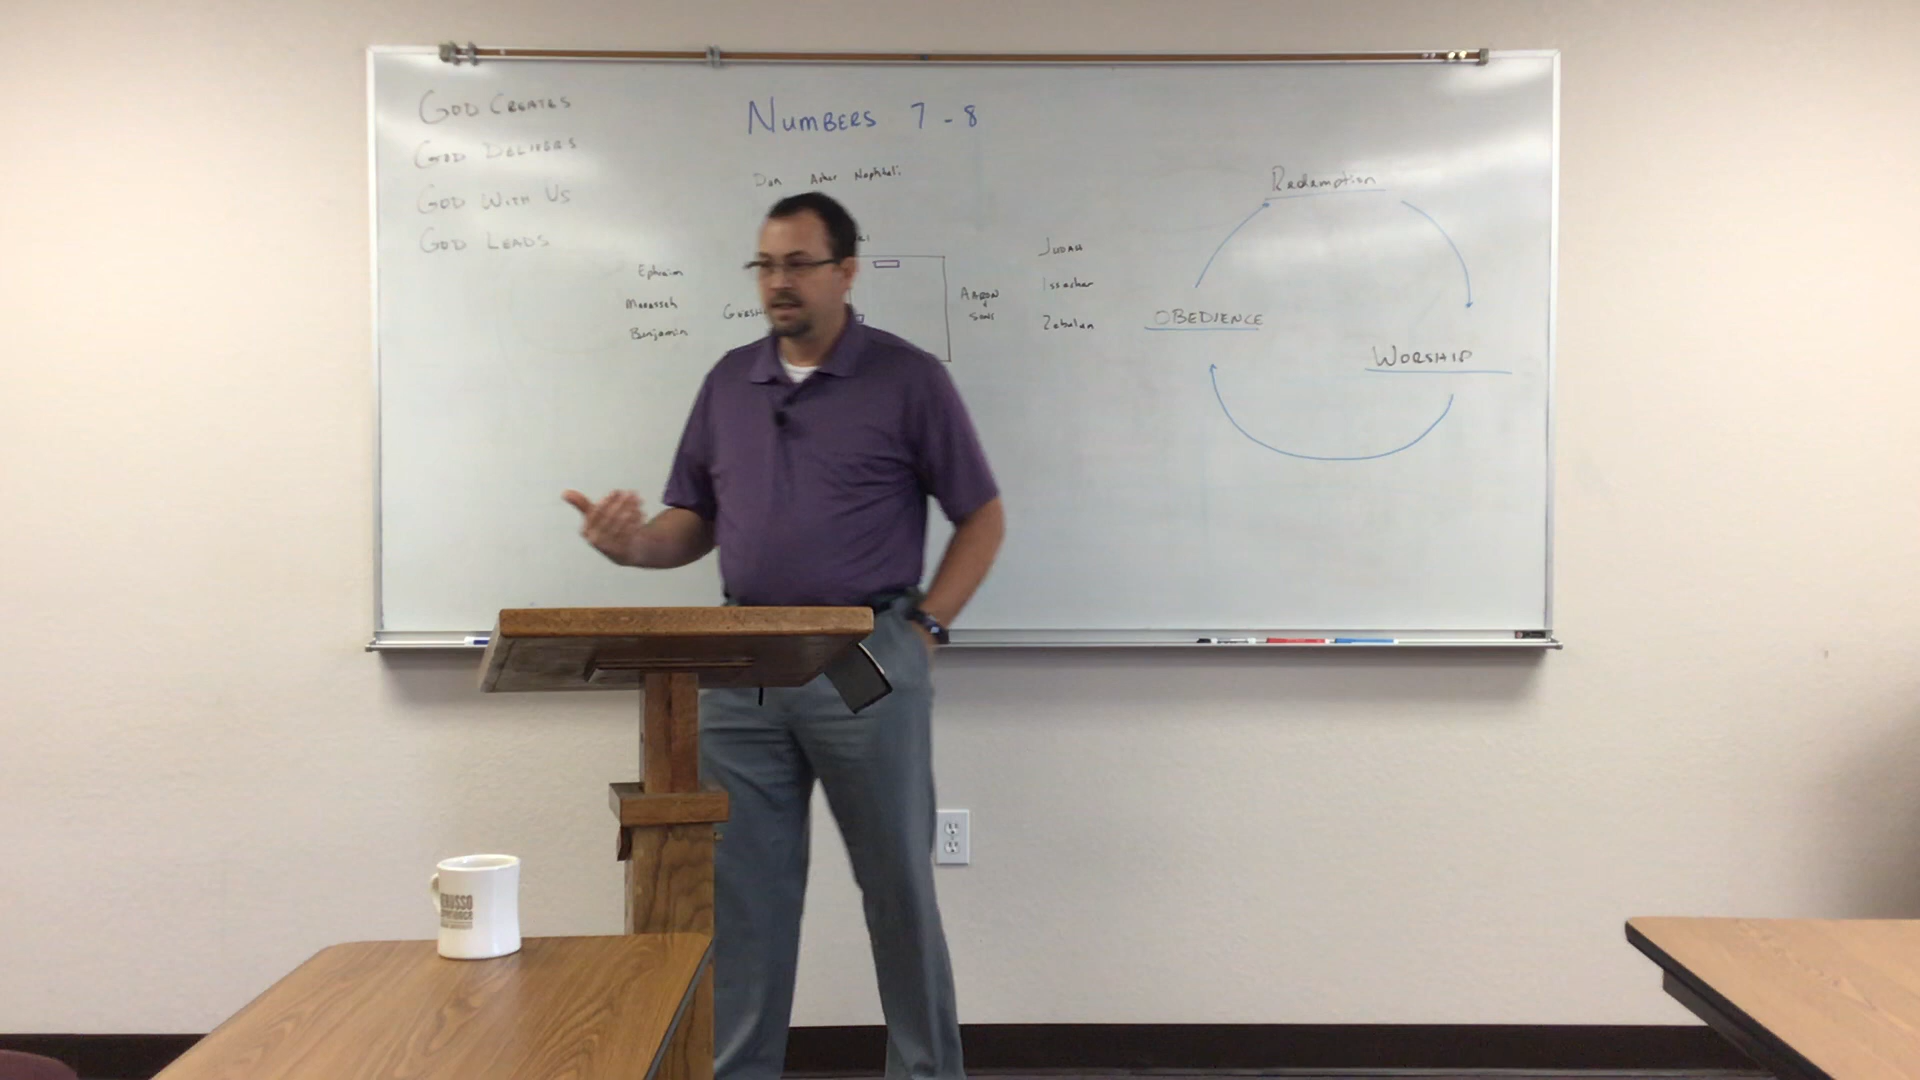 GOD CREATES
GOD DELIVERS
GOD WITH US
GOD LEADS
NUMBERS 7-8
Dan Asher Naphtali
Ephraim
Manasseh
Benjamin
AARON
&
SONS
JUDAH
Issachar
Zebulun
Redemption
OBEDIENCE
WORSHIP